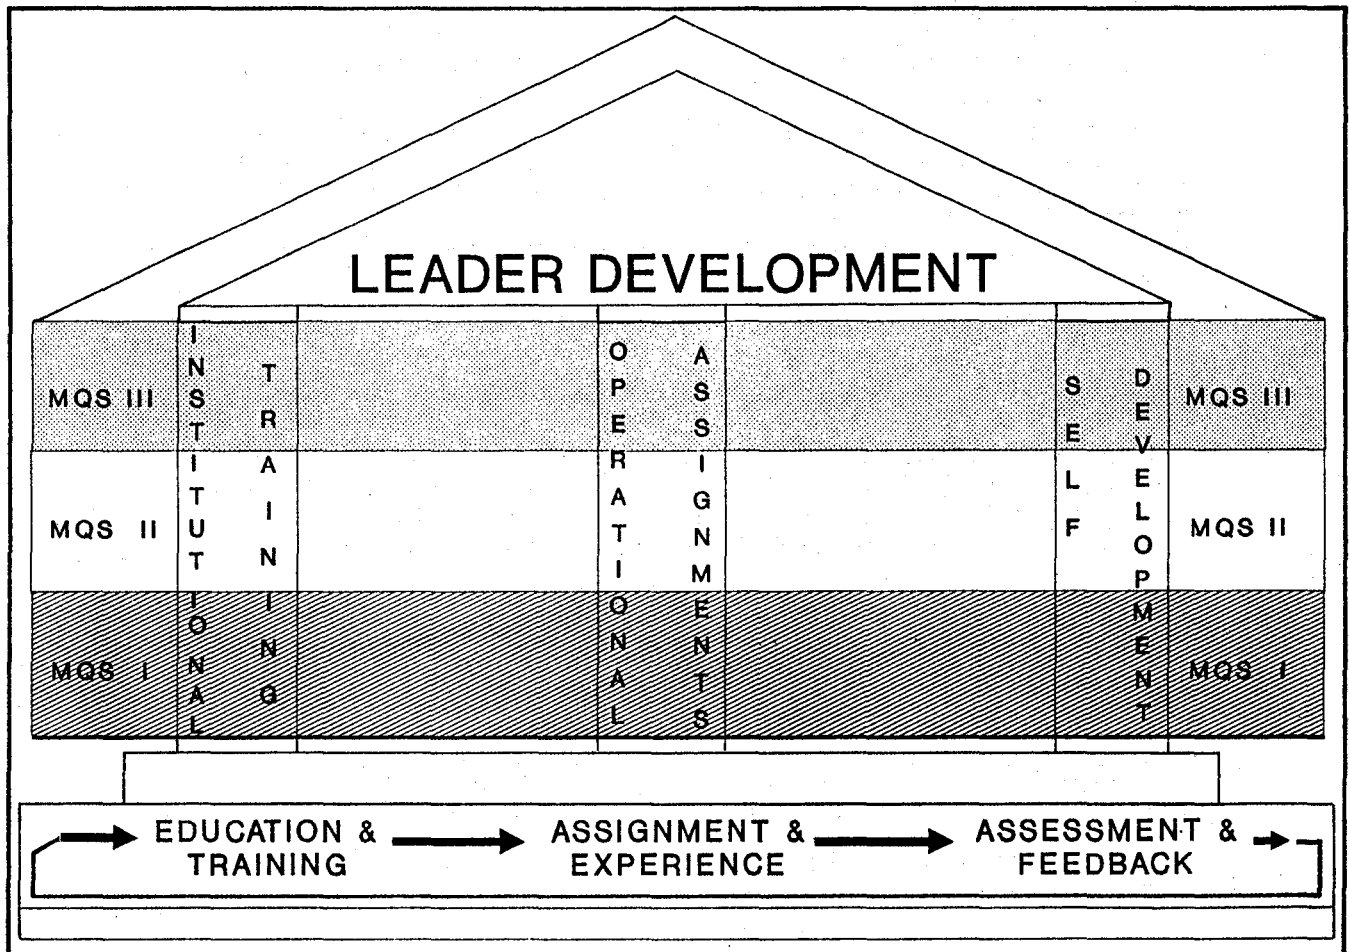 LEADER DEVELOPMENT
MQS III
MQS II
MQS I
INSTITUTIONAL
TRAINING
OPERATIONAL
ASSIGNMENTS
SELF
DEVELOPMENT
MQS III
MQS II
MQS I
EDUCATION &
TRAINING
ASSIGNMENT &
EXPERIENCE
ASSESSMENT &
FEEDBACK